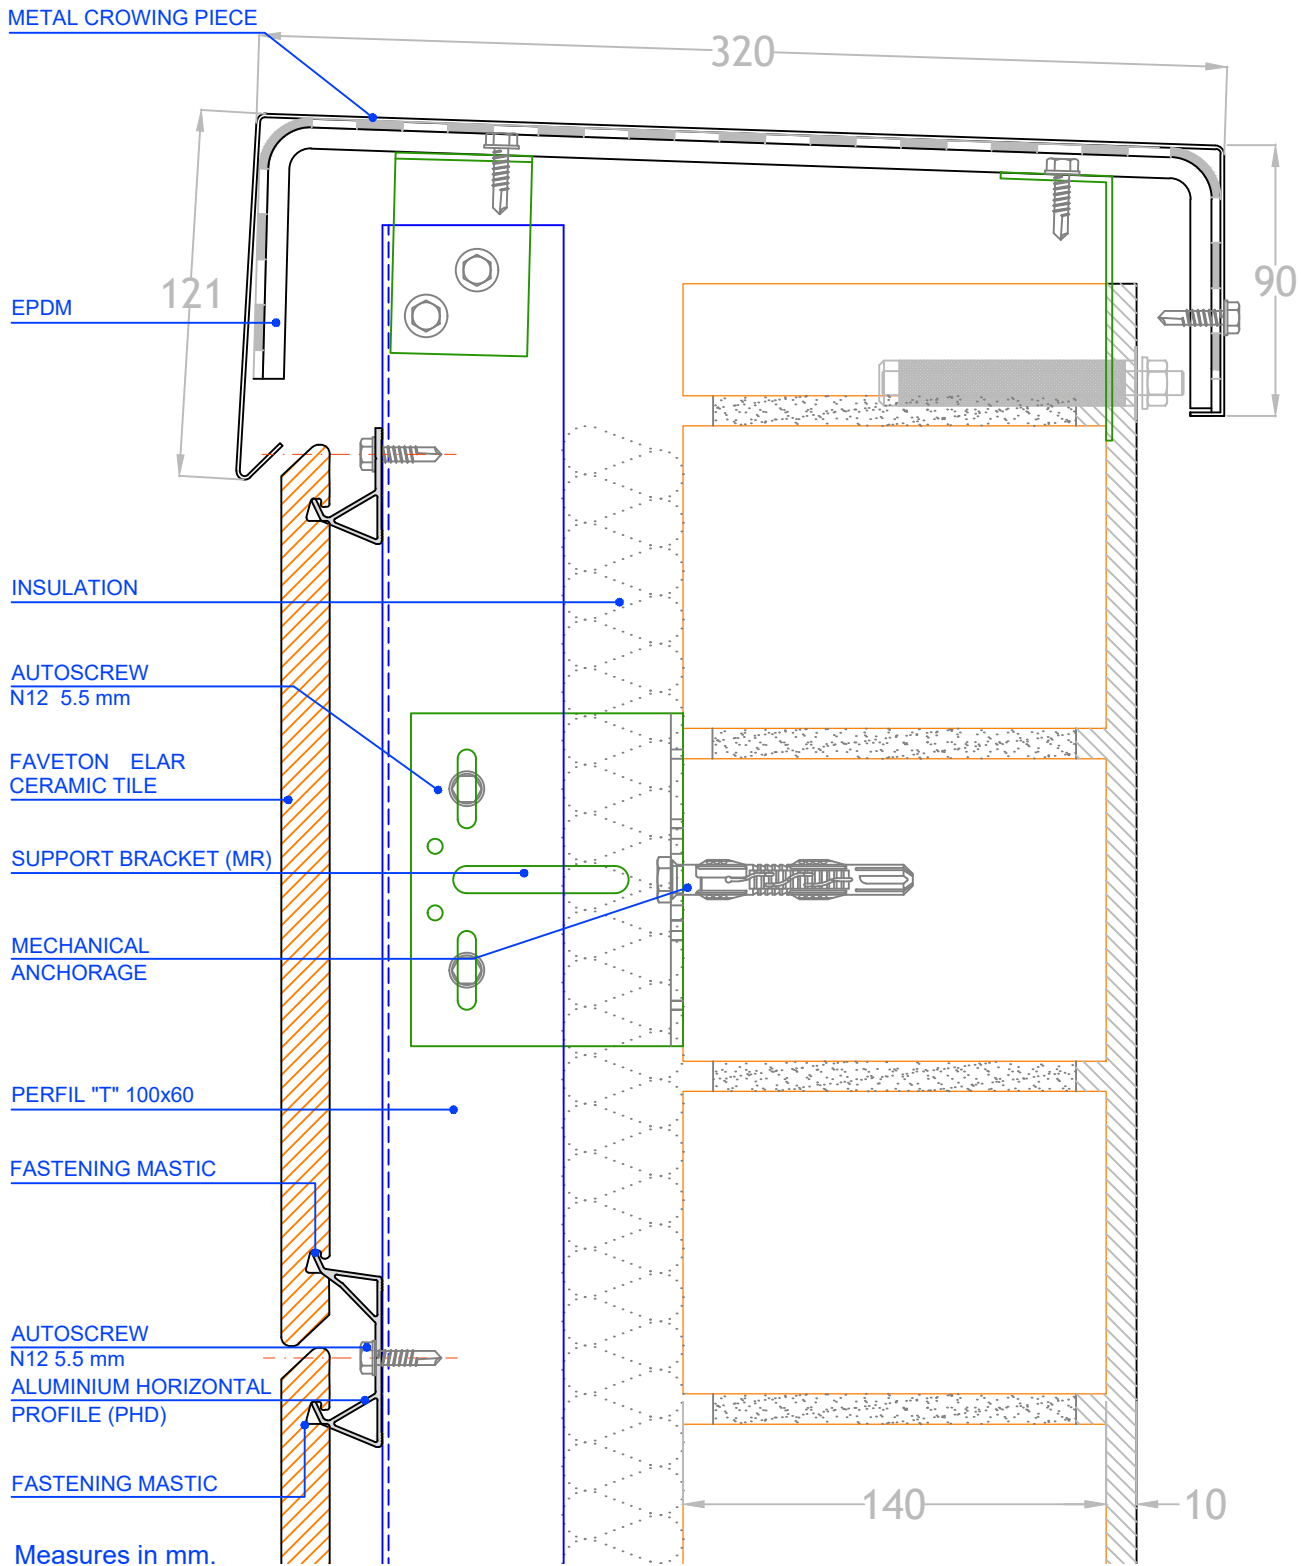 METAL CROWING PIECE
320
121
90
EPDM
INSULATION
AUTOSCREW
N12 5.5 mm
FAVETON ELAR
CERAMIC TILE
SUPPORT BRACKET (MR)
MECHANICAL
ANCHORAGE
PERFIL "T" 100x60
FASTENING MASTIC
AUTOSCREW
N12 5.5 mm
ALUMINIUM HORIZONTAL
PROFILE (PHD)
FASTENING MASTIC
140
10
Measures in mm.